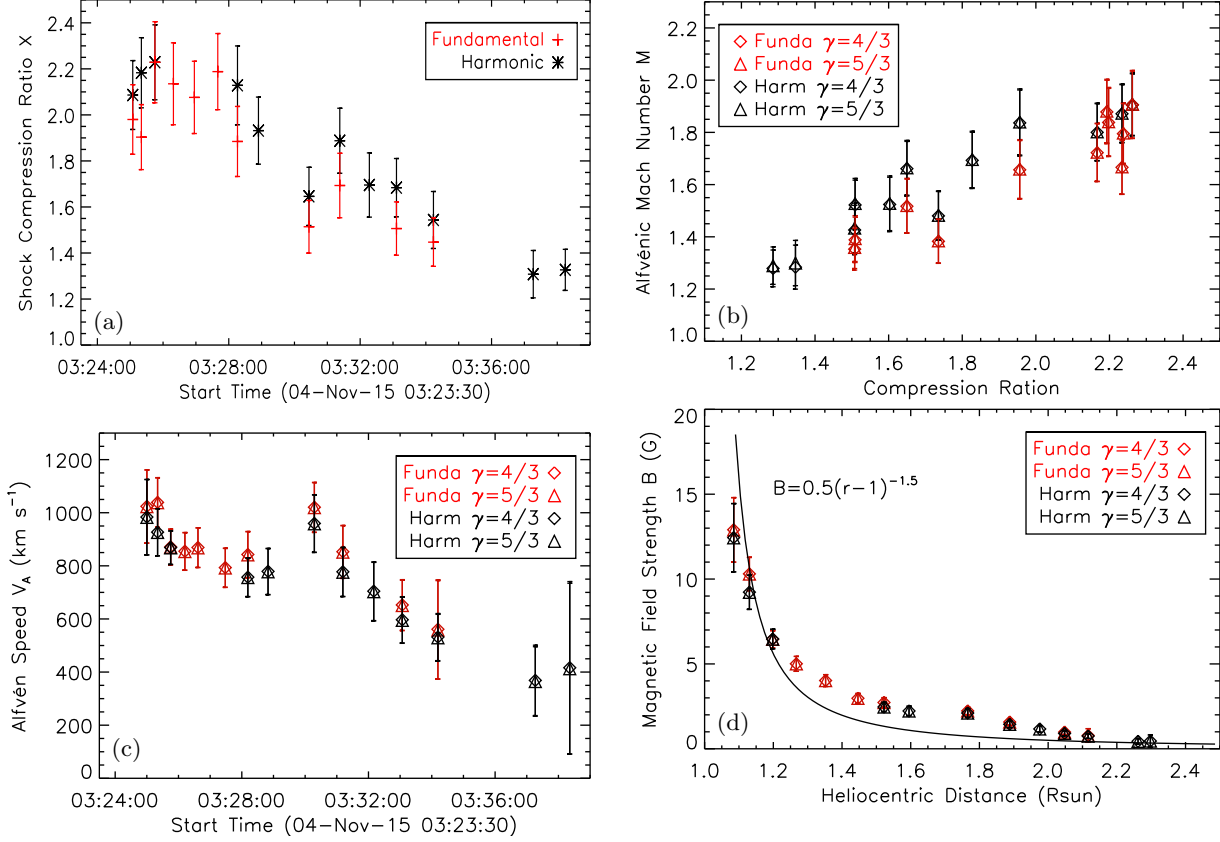 Shock Compression Ratio X
2.4
2.2
2.0
1.8
1.6
1.4
1.2
1.0
Fundamental
Harmonic
(a)
03:24:00 03:28:00 03:32:00 03:36:00
Start Time (04-Nov-15 03:23:30)
Alfvénic Mach Number M
2.2
2.0
1.8
1.6
1.4
1.2
1.0
Funda γ=4/3
Funda γ=5/3
Harm γ=4/3
Harm γ=5/3
(b)
1.2 1.4 1.6 1.8 2.0 2.2 2.4
Compression Ration
Alfvén Speed V_A (km s⁻¹)
1200
1000
800
600
400
200
0
Funda γ=4/3
Funda γ=5/3
Harm γ=4/3
Harm γ=5/3
(c)
03:24:00 03:28:00 03:32:00 03:36:00
Start Time (04-Nov-15 03:23:30)
Magnetic Field Strength B (G)
20
15
10
5
0
Funda γ=4/3
Funda γ=5/3
Harm γ=4/3
Harm γ=5/3
B=0.5(r-1)⁻¹·⁵
(d)
1.0 1.2 1.4 1.6 1.8 2.0 2.2 2.4
Heliocentric Distance (Rsun)